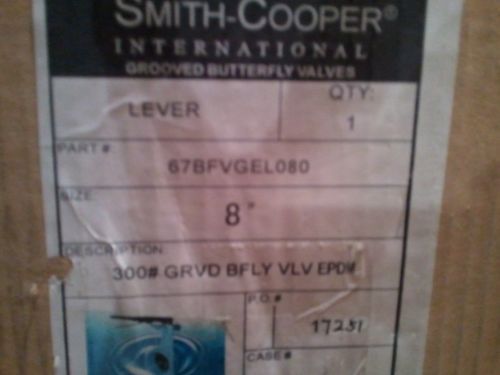 SMITH-COOPER®
INTERNATIONAL
GROOVED BUTTERFLY VALVES
LEVER
QTY:
1
PART #
67BFVGEL080
SIZE
8"
DESCRIPTION
300# GRVD BFLY VLV EPDM
P.O.#
17251
CASE #